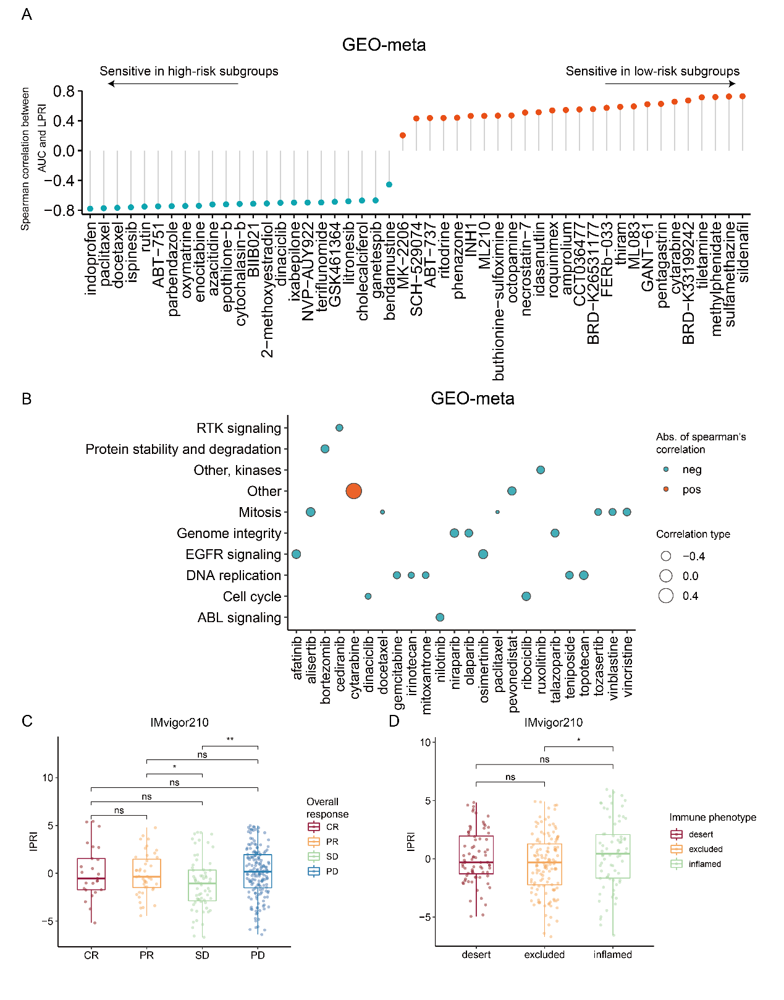 A
GEO-meta
Sensitive in high-risk subgroups
Sensitive in low-risk subgroups
Spearman correlation between
AUC and LPRI
0.8
0.4
0.0
−0.4
−0.8
indoprofen
paclitaxel
docetaxel
ispinesib
rutin
ABT−751
parbendazole
oxymatrine
enocitabine
azacitidine
epothilone−b
cytochalasin−b
BIIB021
2−methoxyestradiol
dinaciclib
ixabepilone
NVP−AUY922
teriflunomide
GSK461364
litronesib
cholecalciferol
ganetespib
bendamustine
MK−2206
SCH−529074
ABT−737
ritodrine
phenazone
INH1
ML210
buthionine−sulfoximine
octopamine
necrostatin−7
idasanutlin
roquinimex
amprolium
CCT036477
BRD−K26531177
FERb−033
thiram
ML083
GANT−61
pentagastrin
cytarabine
BRD−K33199242
tiletamine
methylphenidate
sulfamethazine
sildenafil
B
GEO-meta
RTK signaling
Protein stability and degradation
Other, kinases
Other
Mitosis
Genome integrity
EGFR signaling
DNA replication
Cell cycle
ABL signaling
afatinib
alisertib
bortezomib
cediranib
cytarabine
dinaciclib
docetaxel
gemcitabine
irinotecan
mitoxantrone
nilotinib
niraparib
olaparib
osimertinib
paclitaxel
pevonedistat
ribociclib
ruxolitinib
talazoparib
teniposide
topotecan
tozasertib
vinblastine
vincristine
Abs. of spearman's
correlation
neg
pos
Correlation type
−0.4
0.0
0.4
C
IMvigor210
IPRI
10
5
0
−5
**
ns
*
ns
ns
ns
CR
PR
SD
PD
Overall
response
CR
PR
SD
PD
D
IMvigor210
IPRI
10
5
0
−5
*
ns
ns
desert
excluded
inflamed
Immune phenotype
desert
excluded
inflamed